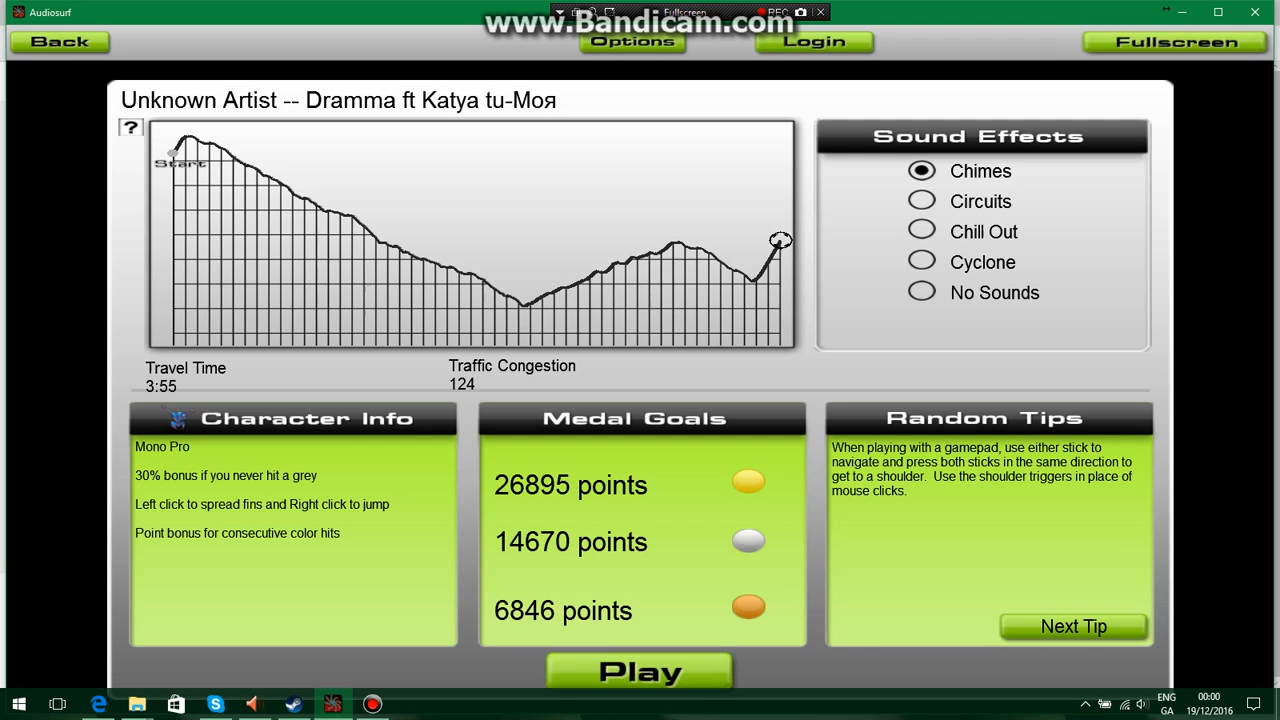 Audiosurf
Fullscreen
REC
www.Bandicam.com
Back
Options
Login
Fullscreen
Unknown Artist -- Dramma ft Katya tu-Моя
?
Start
Sound Effects
Chimes
Circuits
Chill Out
Cyclone
No Sounds
Travel Time
3:55
Traffic Congestion
124
Character Info
Mono Pro
30% bonus if you never hit a grey
Left click to spread fins and Right click to jump
Point bonus for consecutive color hits
Medal Goals
26895 points
14670 points
6846 points
Random Tips
When playing with a gamepad, use either stick to
navigate and press both sticks in the same direction to
get to a shoulder. Use the shoulder triggers in place of
mouse clicks.
Next Tip
Play
ENG
GA
00:00
19/12/2016